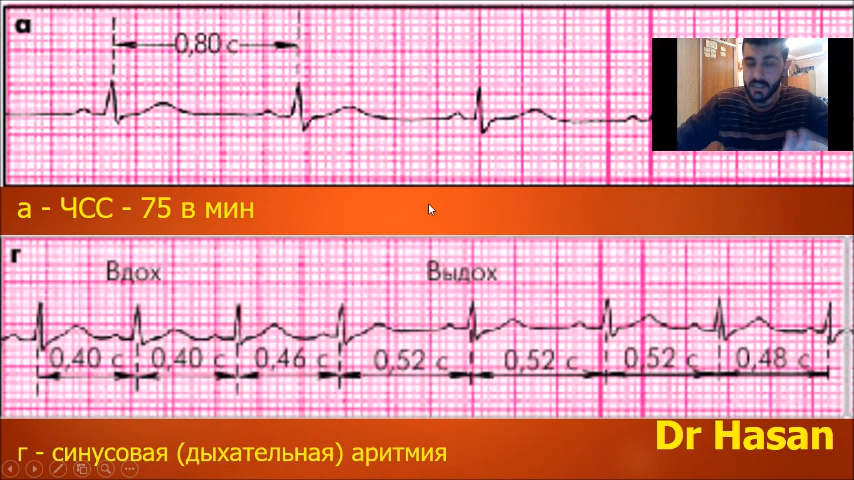 а
0,80 с
а - ЧСС - 75 в мин
г
Вдох
Выдох
0,40 с
0,40 с
0,46 с
0,52 с
0,52 с
0,52 с
0,48 с
Dr Hasan
г - синусовая (дыхательная) аритмия